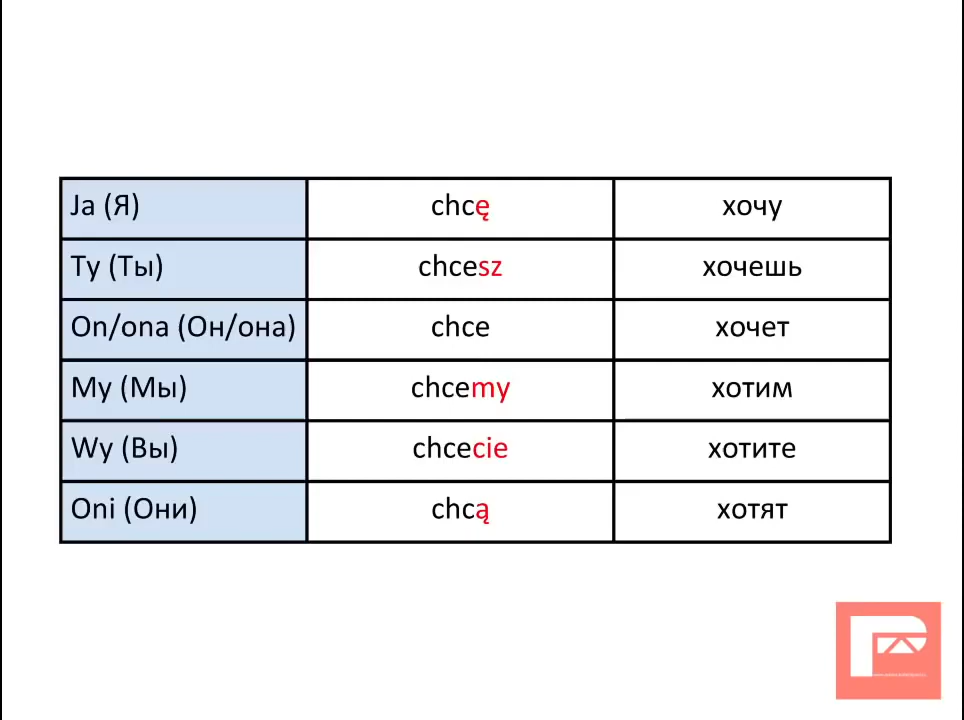 Ja (Я) chcę хочу
Ty (Ты) chcesz хочешь
On/ona (Он/она) chce хочет
My (Мы) chcemy хотим
Wy (Вы) chcecie хотите
Oni (Они) chcą хотят